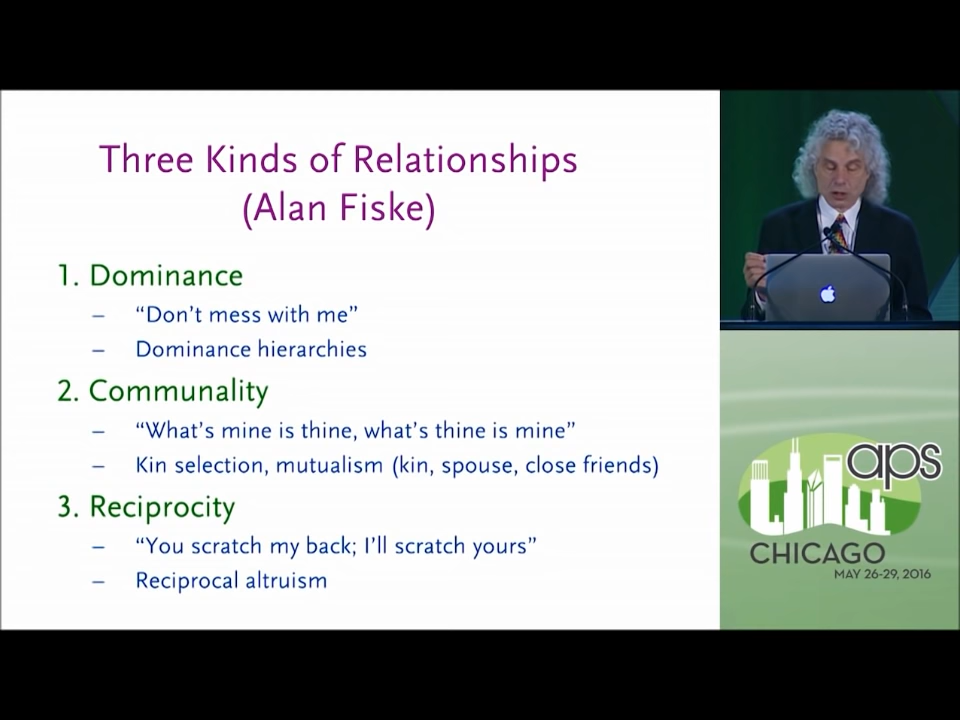 Three Kinds of Relationships
(Alan Fiske)
1. Dominance
– “Don’t mess with me”
– Dominance hierarchies
2. Communality
– “What’s mine is thine, what’s thine is mine”
– Kin selection, mutualism (kin, spouse, close friends)
3. Reciprocity
– “You scratch my back; I’ll scratch yours”
– Reciprocal altruism
aps
CHICAGO
MAY 26-29, 2016